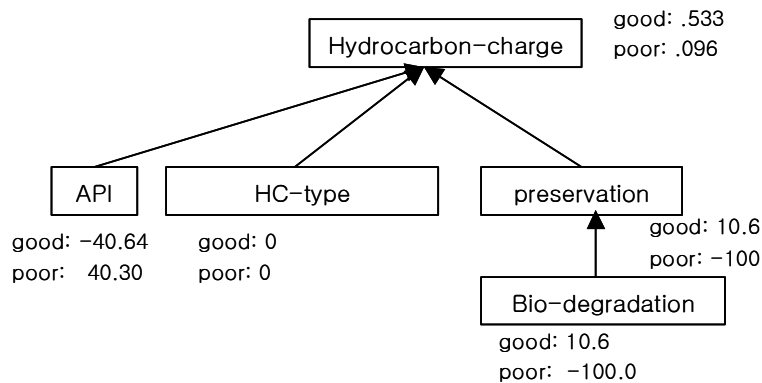 Hydrocarbon-charge
good: .533
poor: .096
API
HC-type
preservation
good: -40.64
poor: 40.30
good: 0
poor: 0
good: 10.6
poor: -100
Bio-degradation
good: 10.6
poor: -100.0